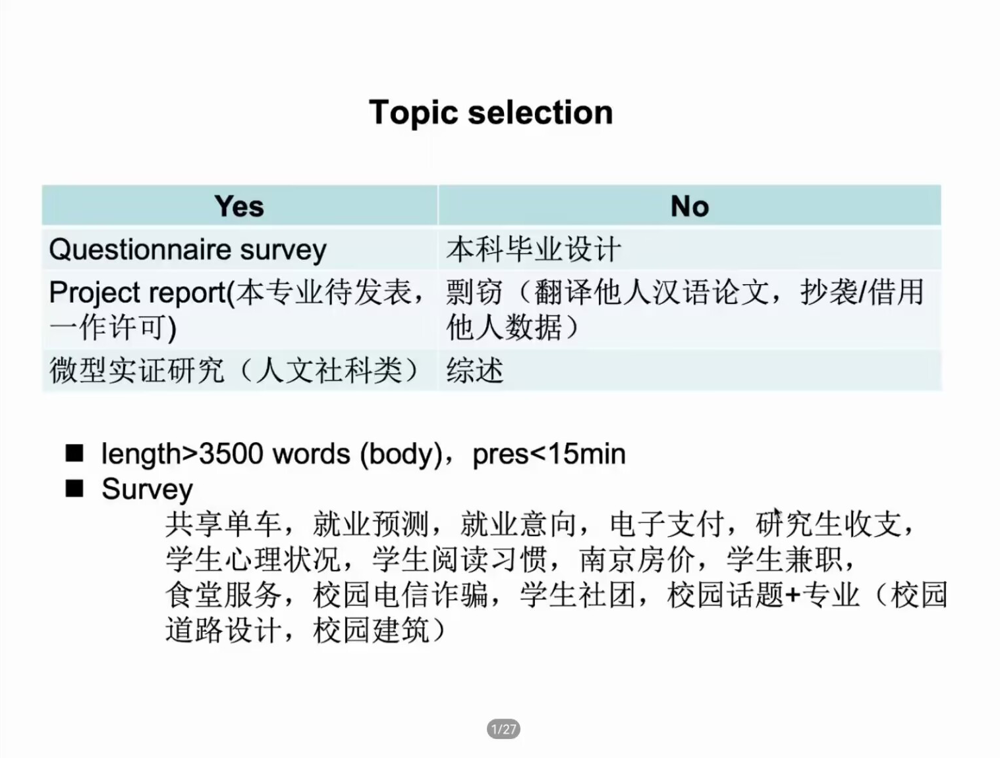 Topic selection
Yes
No
Questionnaire survey
本科毕业设计
Project report(本专业待发表，
一作许可)
剽窃（翻译他人汉语论文，抄袭/借用
他人数据）
微型实证研究（人文社科类）
综述
■ length>3500 words (body)，pres<15min
■ Survey
共享单车，就业预测，就业意向，电子支付，研究生收支，
学生心理状况，学生阅读习惯，南京房价，学生兼职，
食堂服务，校园电信诈骗，学生社团，校园话题+专业（校园
道路设计，校园建筑）
1/27